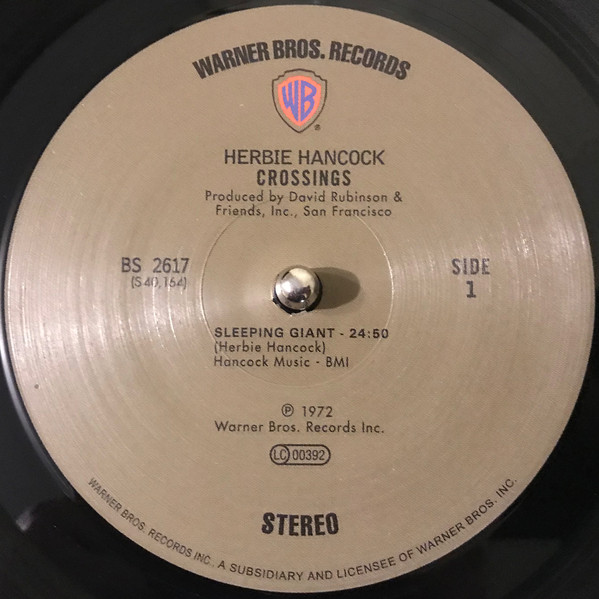 WARNER BROS. RECORDS
WB
®
HERBIE HANCOCK
CROSSINGS
Produced by David Rubinson &
Friends, Inc., San Francisco
BS 2617
(S 40,164)
SIDE
1
SLEEPING GIANT - 24:50
(Herbie Hancock)
Hancock Music - BMI
℗ 1972
Warner Bros. Records Inc.
LC 00392
STEREO
WARNER BROS. RECORDS INC., A SUBSIDIARY AND LICENSEE OF WARNER BROS. INC.